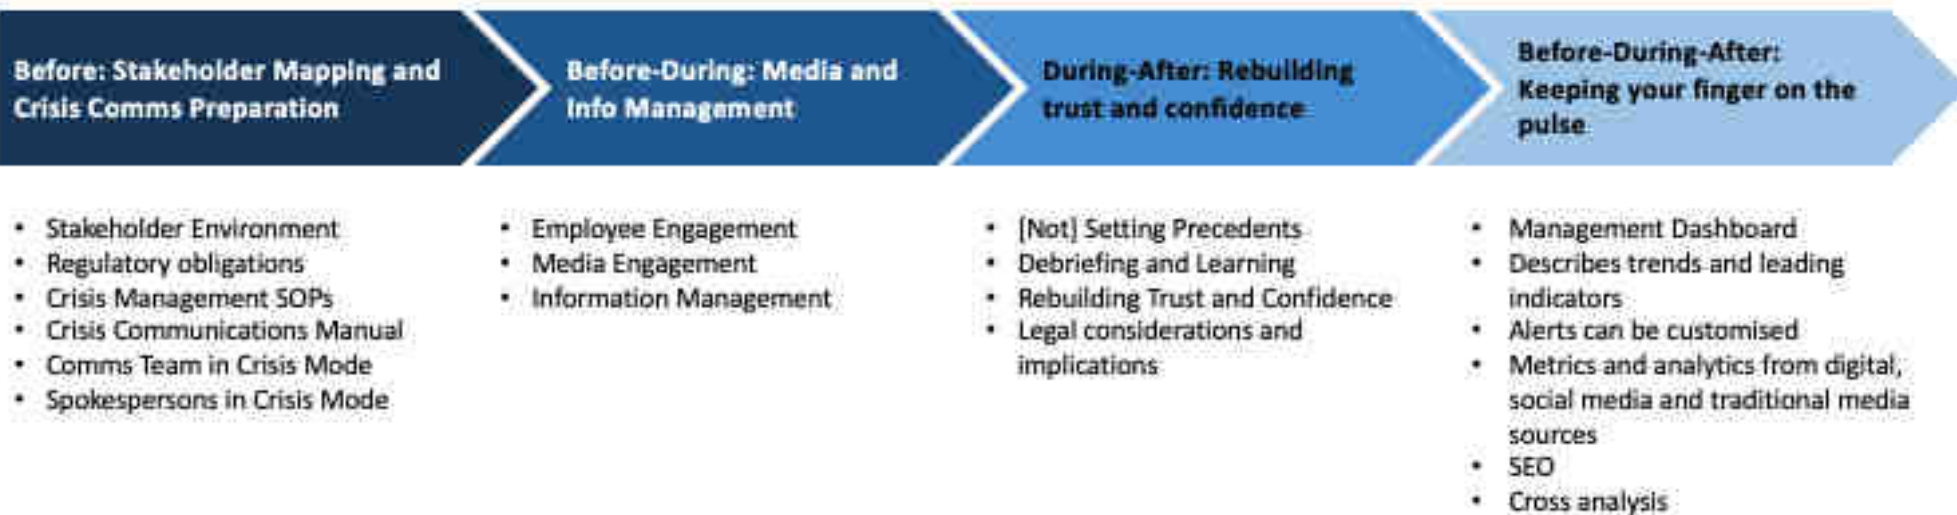 Before: Stakeholder Mapping and
Crisis Comms Preparation
Before-During: Media and
Info Management
During-After: Rebuilding
trust and confidence
Before-During-After:
Keeping your finger on the
pulse
• Stakeholder Environment
• Regulatory obligations
• Crisis Management SOPs
• Crisis Communications Manual
• Comms Team in Crisis Mode
• Spokespersons in Crisis Mode
• Employee Engagement
• Media Engagement
• Information Management
• [Not] Setting Precedents
• Debriefing and Learning
• Rebuilding Trust and Confidence
• Legal considerations and
implications
• Management Dashboard
• Describes trends and leading
indicators
• Alerts can be customised
• Metrics and analytics from digital,
social media and traditional media
sources
• SEO
• Cross analysis